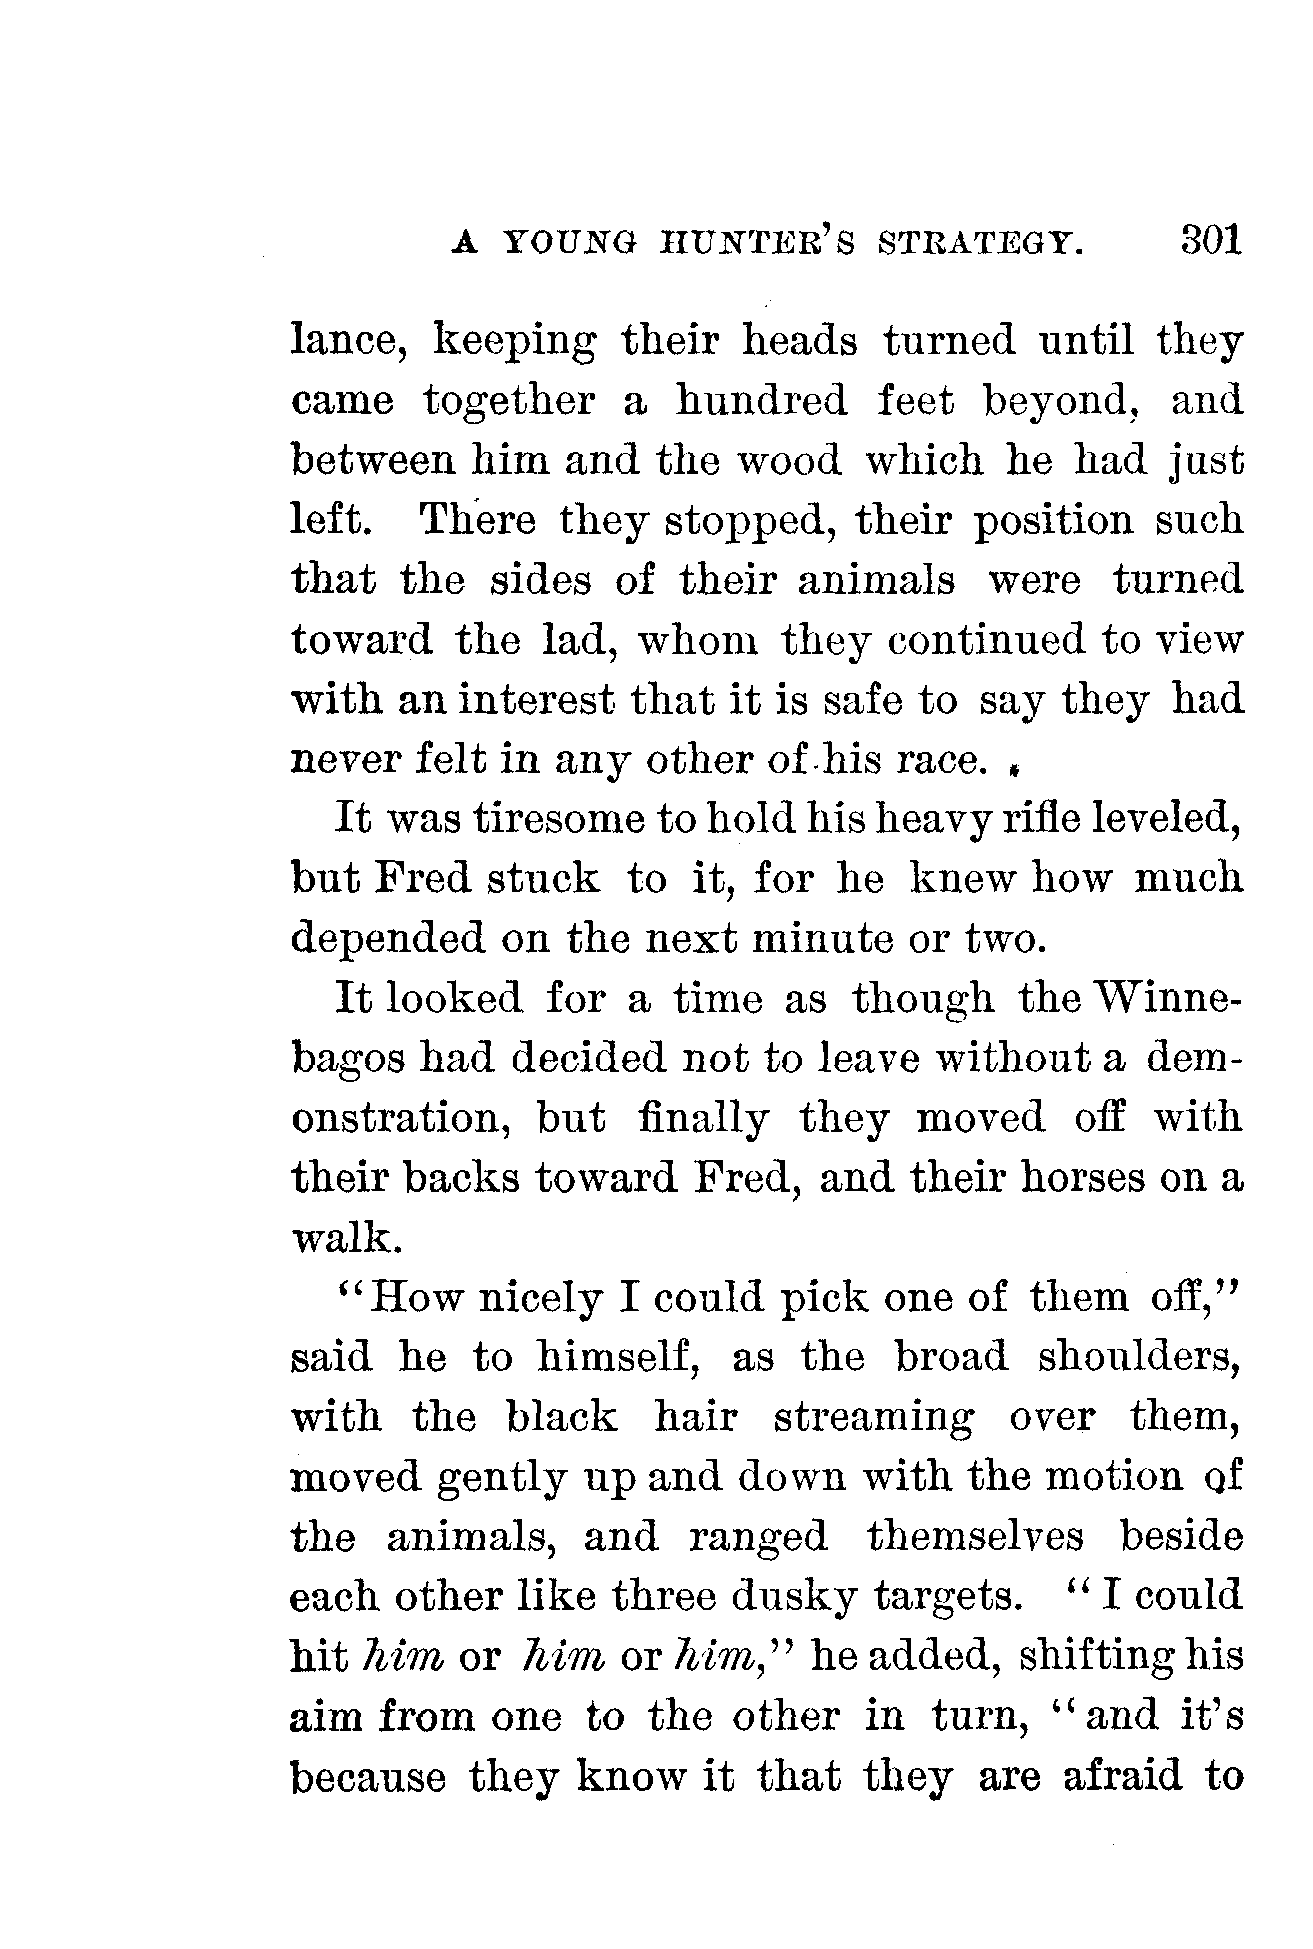 A YOUNG HUNTER'S STRATEGY. 301
lance, keeping their heads turned until they
came together a hundred feet beyond, and
between him and the wood which he had just
left. There they stopped, their position such
that the sides of their animals were turned
toward the lad, whom they continued to view
with an interest that it is safe to say they had
never felt in any other of his race.
It was tiresome to hold his heavy rifle leveled,
but Fred stuck to it, for he knew how much
depended on the next minute or two.
It looked for a time as though the Winne-
bagos had decided not to leave without a dem-
onstration, but finally they moved off with
their backs toward Fred, and their horses on a
walk.
"How nicely I could pick one of them off,"
said he to himself, as the broad shoulders,
with the black hair streaming over them,
moved gently up and down with the motion of
the animals, and ranged themselves beside
each other like three dusky targets. "I could
hit him or him or him," he added, shifting his
aim from one to the other in turn, "and it's
because they know it that they are afraid to